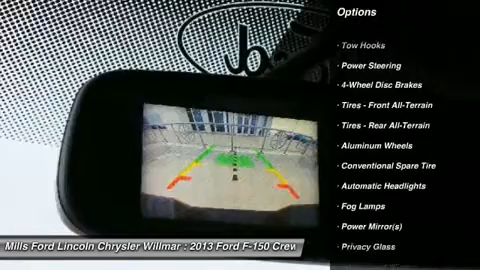 Options
· Tow Hooks
· Power Steering
· 4-Wheel Disc Brakes
· Tires - Front All-Terrain
· Tires - Rear All-Terrain
· Aluminum Wheels
· Conventional Spare Tire
· Automatic Headlights
· Fog Lamps
· Power Mirror(s)
· Privacy Glass
Mills Ford Lincoln Chrysler Willmar : 2013 Ford F-150 Crew